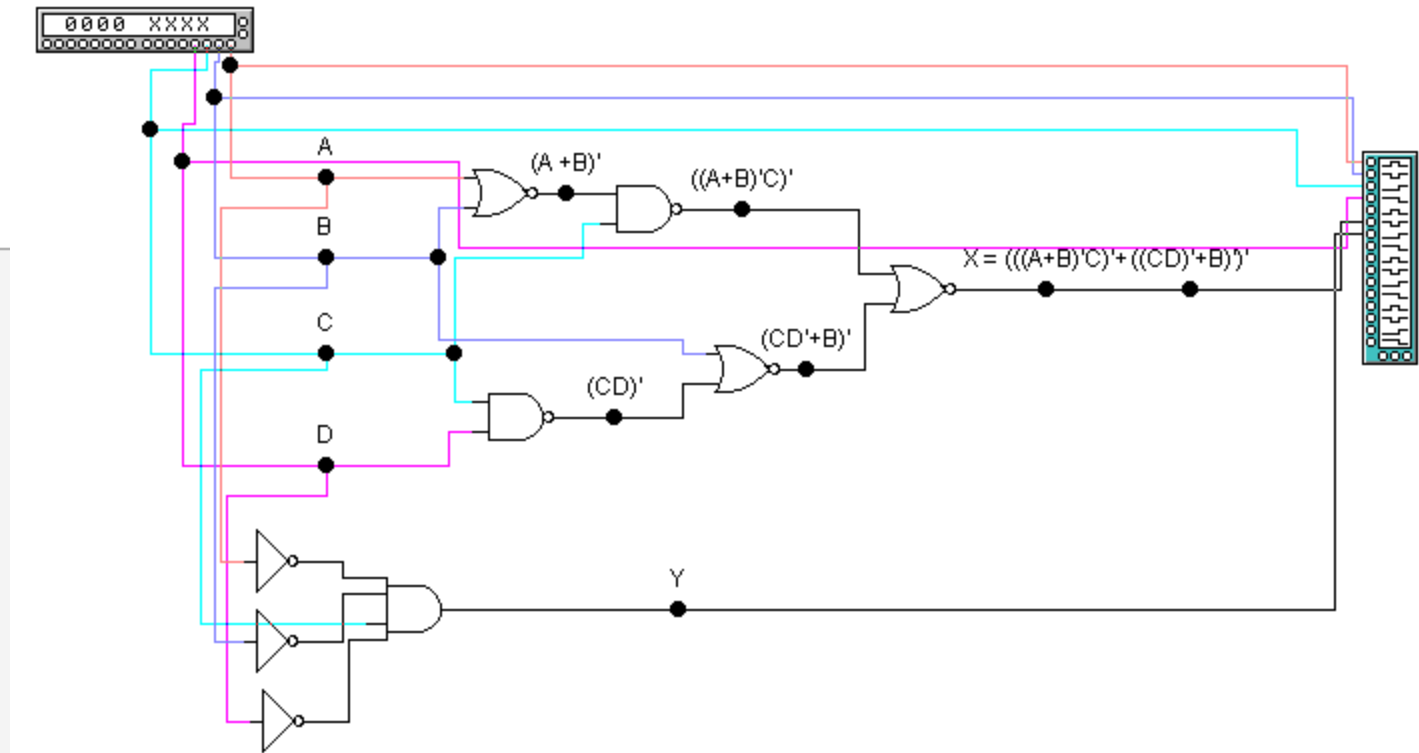 0000 XXXX
A
(A +B)'
((A+B)'C)'
B
X = (((A+B)'C)'+((CD)'+B)')'
C
(CD'+B)'
(CD)'
D
Y